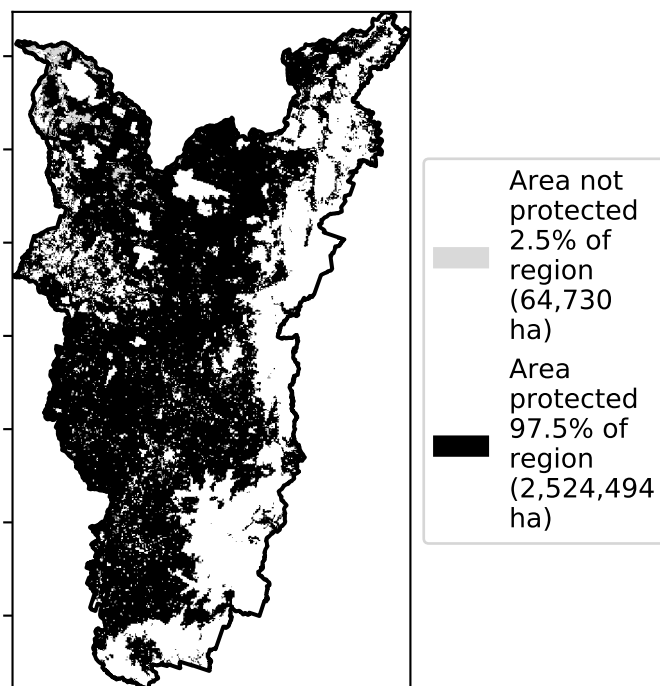 Area not
protected
2.5% of
region
(64,730
ha)
Area
protected
97.5% of
region
(2,524,494
ha)